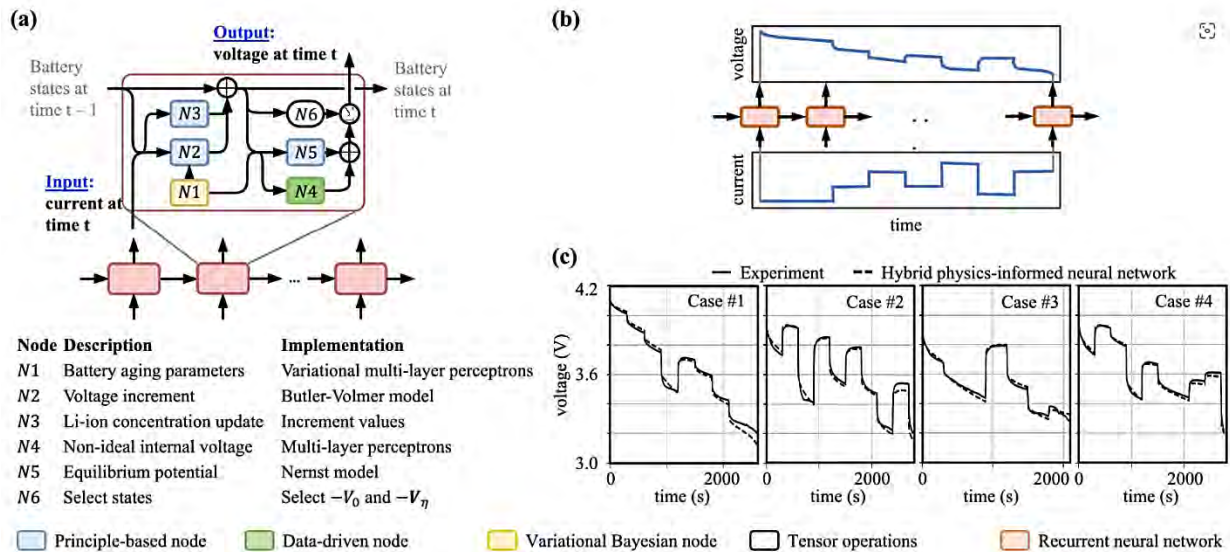 (a)
Output:
voltage at time t
Battery
states at
time t − 1
Battery
states at
time t
N3
N6
Σ
N2
N5
N1
N4
Input:
current at
time t
...
Node Description Implementation
N1 Battery aging parameters Variational multi-layer perceptrons
N2 Voltage increment Butler-Volmer model
N3 Li-ion concentration update Increment values
N4 Non-ideal internal voltage Multi-layer perceptrons
N5 Equilibrium potential Nernst model
N6 Select states Select −V0 and −Vη
(b)
voltage
current
time
(c)
Experiment Hybrid physics-informed neural network
4.2
3.6
3.0
voltage (V)
Case #1 Case #2 Case #3 Case #4
0 2000 0 2000 0 2000 0 2000
time (s) time (s) time (s) time (s)
Principle-based node Data-driven node Variational Bayesian node Tensor operations Recurrent neural network